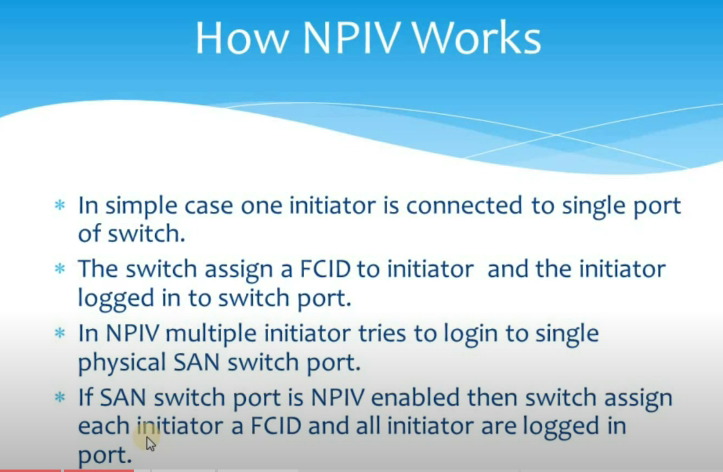 How NPIV Works
* In simple case one initiator is connected to single port
of switch.
* The switch assign a FCID to initiator and the initiator
logged in to switch port.
* In NPIV multiple initiator tries to login to single
physical SAN switch port.
* If SAN switch port is NPIV enabled then switch assign
each initiator a FCID and all initiator are logged in
port.